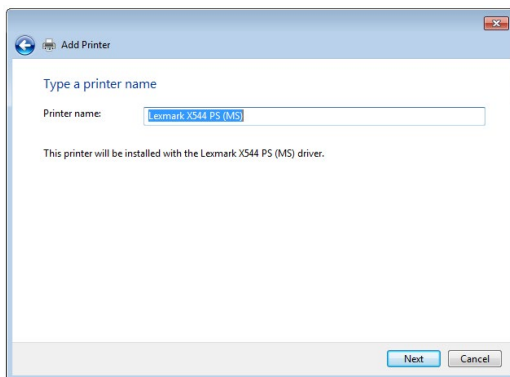 Add Printer
Type a printer name
Printer name: Lexmark X544 PS (MS)
This printer will be installed with the Lexmark X544 PS (MS) driver.
Next Cancel